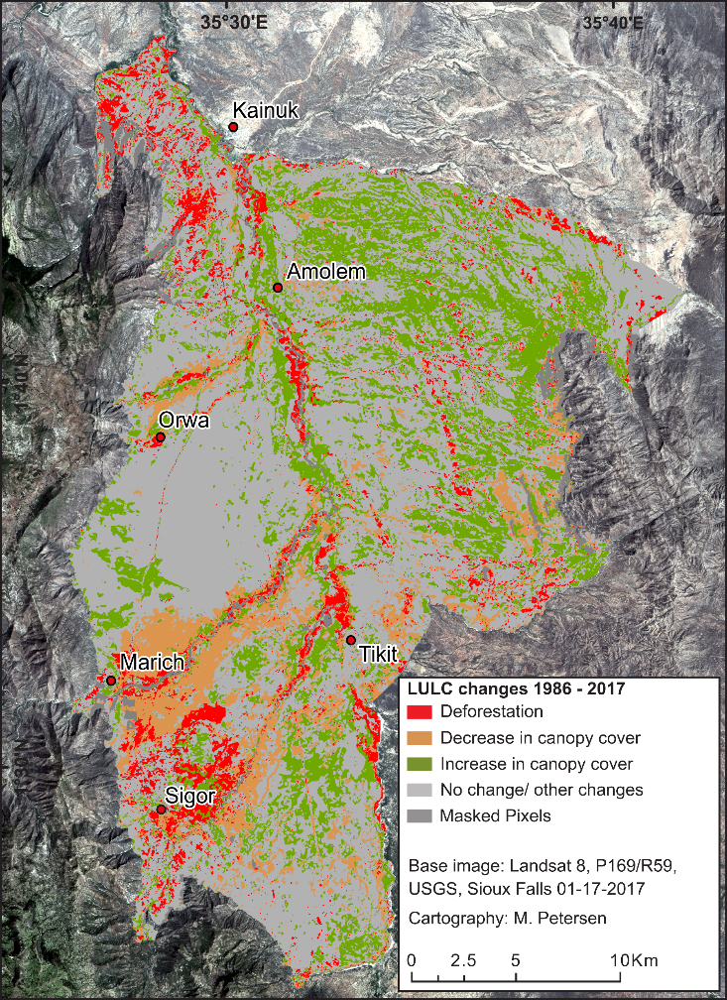 35°30'E
35°40'E
Kainuk
Amolem
1°40'N
Orwa
Marich
Tikit
Sigor
LULC changes 1986 - 2017
Deforestation
Decrease in canopy cover
Increase in canopy cover
No change/ other changes
Masked Pixels
Base image: Landsat 8, P169/R59,
USGS, Sioux Falls 01-17-2017
Cartography: M. Petersen
0 2.5 5 10Km